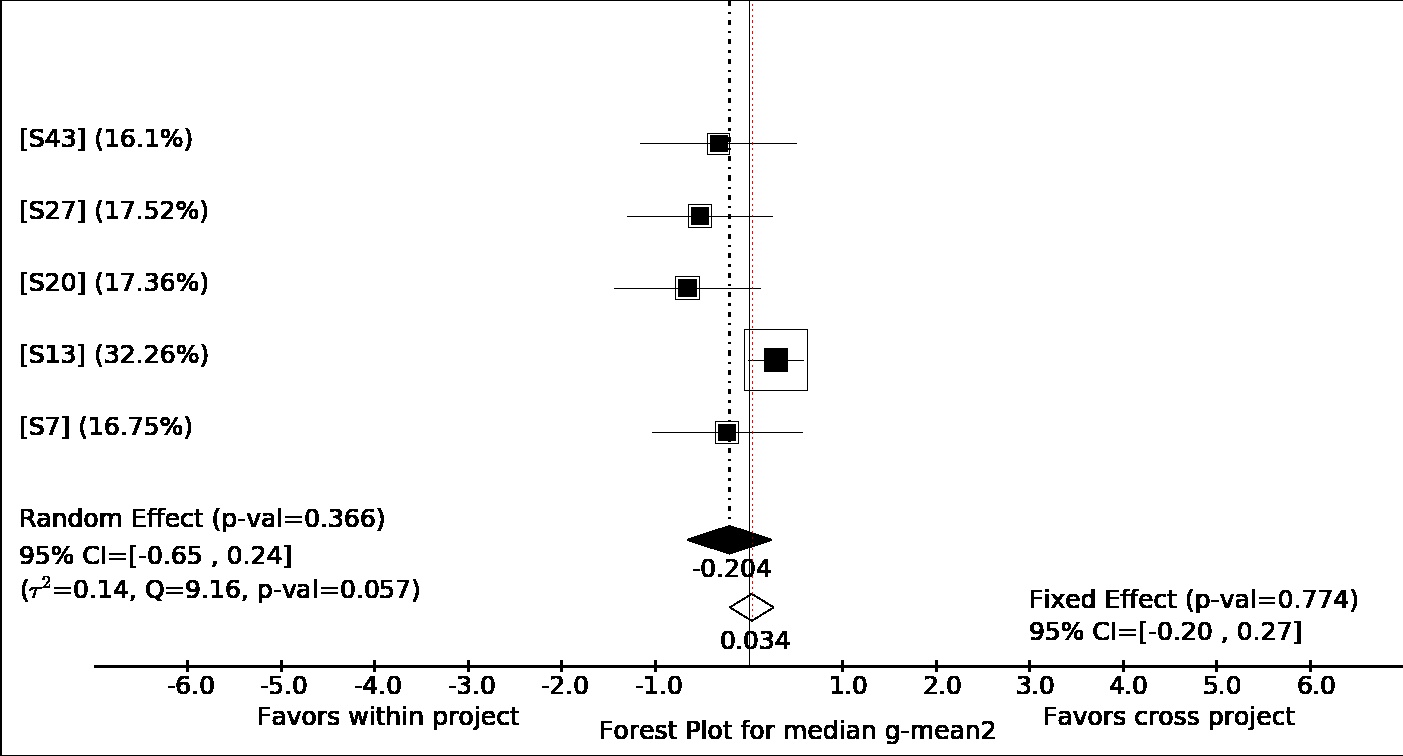 [S43] (16.1%)
[S27] (17.52%)
[S20] (17.36%)
[S13] (32.26%)
[S7] (16.75%)
Random Effect (p-val=0.366)
95% CI=[-0.65 , 0.24]
(τ²=0.14, Q=9.16, p-val=0.057)
-0.204
0.034
Fixed Effect (p-val=0.774)
95% CI=[-0.20 , 0.27]
-6.0 -5.0 -4.0 -3.0 -2.0 -1.0 1.0 2.0 3.0 4.0 5.0 6.0
Favors within project
Forest Plot for median g-mean2
Favors cross project